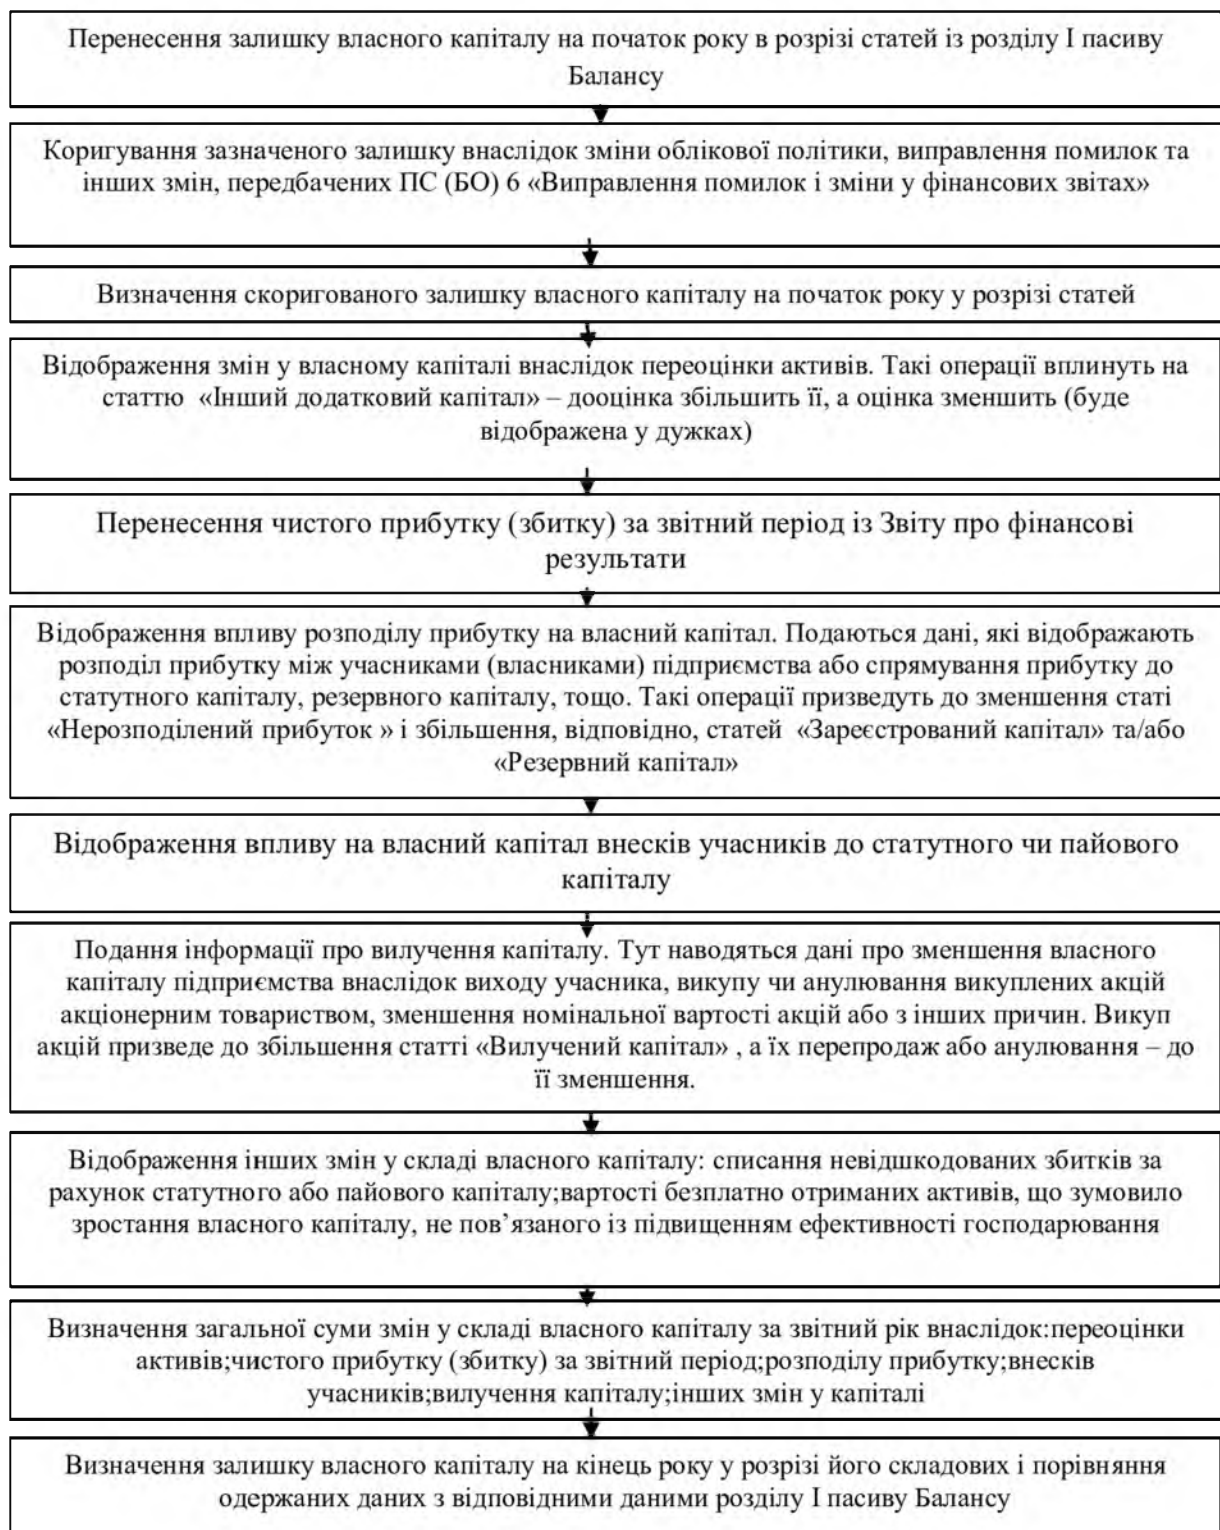 Перенесення залишку власного капіталу на початок року в розрізі статей із розділу І пасиву
Балансу
Коригування зазначеного залишку внаслідок зміни облікової політики, виправлення помилок та
інших змін, передбачених ПС (БО) 6 «Виправлення помилок і зміни у фінансових звітах»
Визначення скоригованого залишку власного капіталу на початок року у розрізі статей
Відображення змін у власному капіталі внаслідок переоцінки активів. Такі операції вплинуть на
статтю «Інший додатковий капітал» – дооцінка збільшить її, а оцінка зменшить (буде
відображена у дужках)
Перенесення чистого прибутку (збитку) за звітний період із Звіту про фінансові
результати
Відображення впливу розподілу прибутку на власний капітал. Подаються дані, які відображають
розподіл прибутку між учасниками (власниками) підприємства або спрямування прибутку до
статутного капіталу, резервного капіталу, тощо. Такі операції призведуть до зменшення статі
«Нерозподілений прибуток » і збільшення, відповідно, статей «Зареєстрований капітал» та/або
«Резервний капітал»
Відображення впливу на власний капітал внесків учасників до статутного чи пайового
капіталу
Подання інформації про вилучення капіталу. Тут наводяться дані про зменшення власного
капіталу підприємства внаслідок виходу учасника, викупу чи анулювання викуплених акцій
акціонерним товариством, зменшення номінальної вартості акцій або з інших причин. Викуп
акцій призведе до збільшення статті «Вилучений капітал» , а їх перепродаж або анулювання – до
її зменшення.
Відображення інших змін у складі власного капіталу: списання невідшкодованих збитків за
рахунок статутного або пайового капіталу;вартості безплатно отриманих активів, що зумовило
зростання власного капіталу, не пов’язаного із підвищенням ефективності господарювання
Визначення загальної суми змін у складі власного капіталу за звітний рік внаслідок:переоцінки
активів;чистого прибутку (збитку) за звітний період;розподілу прибутку;внесків
учасників;вилучення капіталу;інших змін у капіталі
Визначення залишку власного капіталу на кінець року у розрізі його складових і порівняння
одержаних даних з відповідними даними розділу І пасиву Балансу